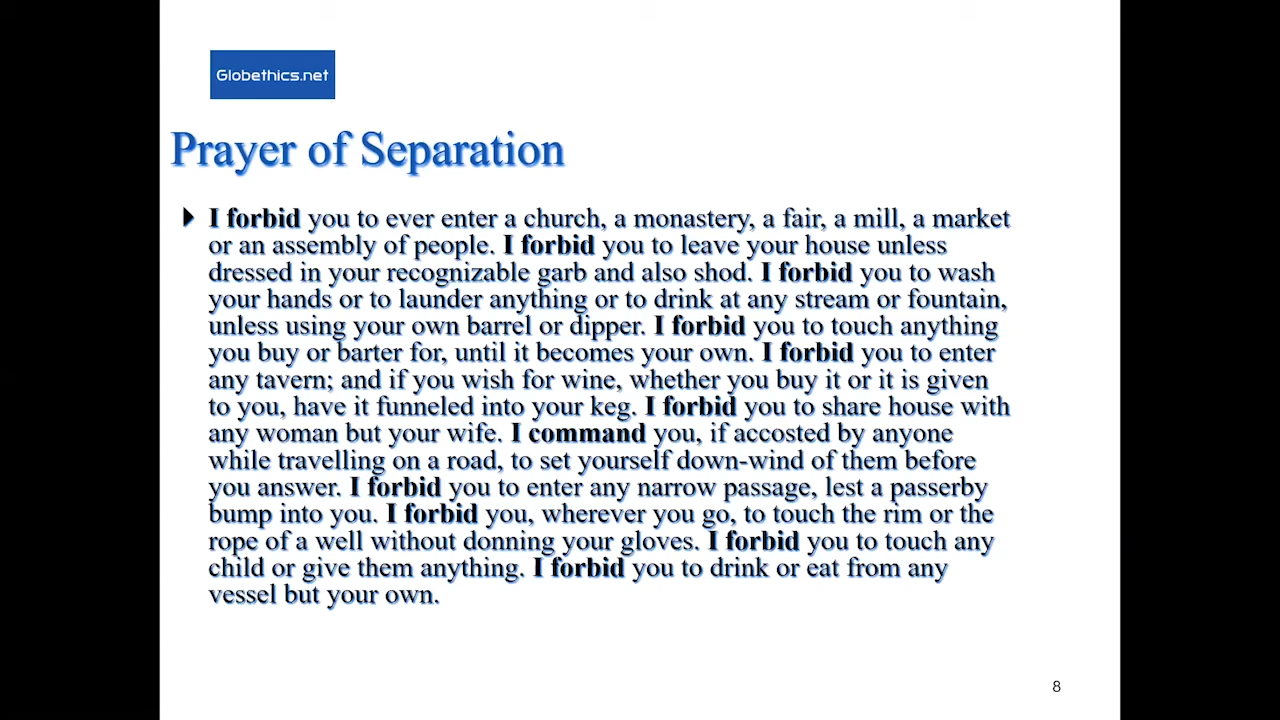 Globethics.net
Prayer of Separation
I forbid you to ever enter a church, a monastery, a fair, a mill, a market
or an assembly of people. I forbid you to leave your house unless
dressed in your recognizable garb and also shod. I forbid you to wash
your hands or to launder anything or to drink at any stream or fountain,
unless using your own barrel or dipper. I forbid you to touch anything
you buy or barter for, until it becomes your own. I forbid you to enter
any tavern; and if you wish for wine, whether you buy it or it is given
to you, have it funneled into your keg. I forbid you to share house with
any woman but your wife. I command you, if accosted by anyone
while travelling on a road, to set yourself down-wind of them before
you answer. I forbid you to enter any narrow passage, lest a passerby
bump into you. I forbid you, wherever you go, to touch the rim or the
rope of a well without donning your gloves. I forbid you to touch any
child or give them anything. I forbid you to drink or eat from any
vessel but your own.
8